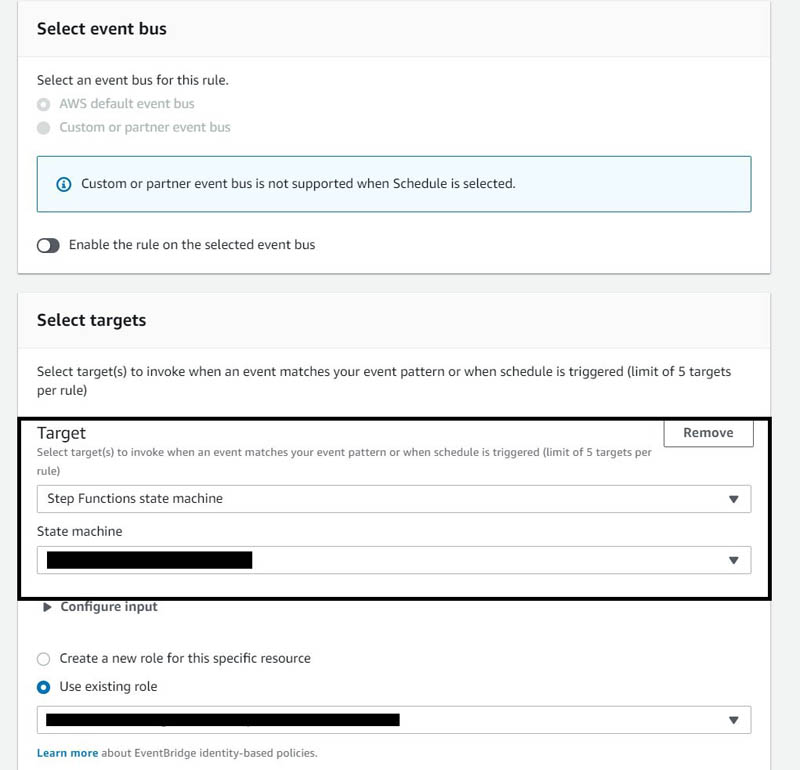 Select event bus
Select an event bus for this rule.
AWS default event bus
Custom or partner event bus
Custom or partner event bus is not supported when Schedule is selected.
Enable the rule on the selected event bus
Select targets
Select target(s) to invoke when an event matches your event pattern or when schedule is triggered (limit of 5 targets
per rule)
Target
Remove
Select target(s) to invoke when an event matches your event pattern or when schedule is triggered (limit of 5 targets per
rule)
Step Functions state machine
State machine
Configure input
Create a new role for this specific resource
Use existing role
Learn more about EventBridge identity-based policies.